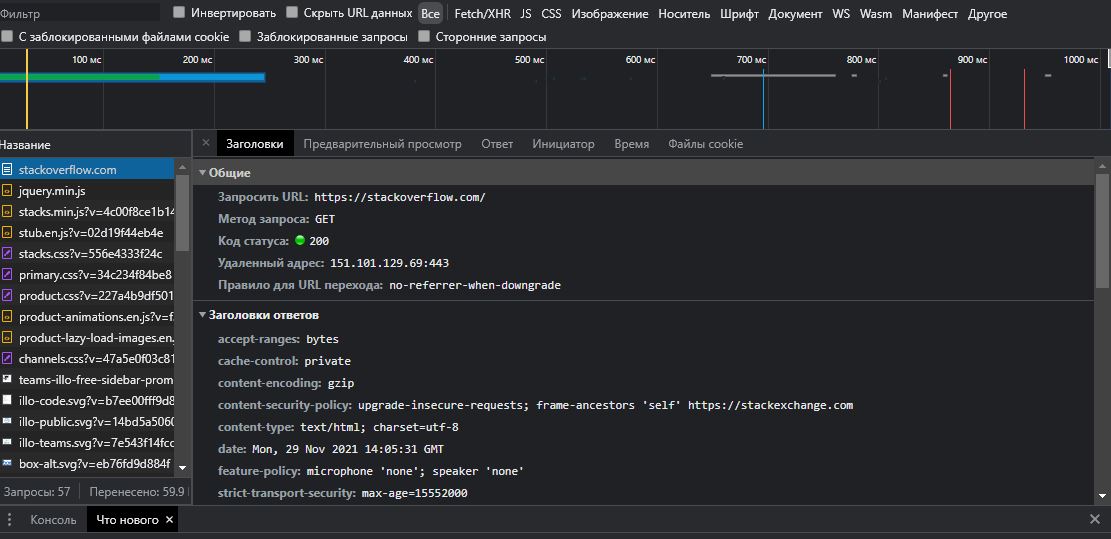 Фильтр Инвертировать Скрыть URL данных Все Fetch/XHR JS CSS Изображение Носитель Шрифт Документ WS Wasm Манифест Другое
С заблокированными файлами cookie Заблокированные запросы Сторонние запросы
100 мс 200 мс 300 мс 400 мс 500 мс 600 мс 700 мс 800 мс 900 мс 1000 мс
Название
stackoverflow.com
jquery.min.js
stacks.min.js?v=4c00f8ce1b14
stub.en.js?v=02d19f44eb4e
stacks.css?v=556e4333f24c
primary.css?v=34c234f84be8
product.css?v=227a4b9df501
product-animations.en.js?v=f
product-lazy-load-images.en.
channels.css?v=47a5e0f03c81
teams-illo-free-sidebar-prom
illo-code.svg?v=b7ee00fff9d8
illo-public.svg?v=14bd5a5060
illo-teams.svg?v=7e543f14fcc
box-alt.svg?v=eb76fd9d884f
Запросы: 57 Перенесено: 59.9
Заголовки Предварительный просмотр Ответ Инициатор Время Файлы cookie
Общие
Запросить URL: https://stackoverflow.com/
Метод запроса: GET
Код статуса: 200
Удаленный адрес: 151.101.129.69:443
Правило для URL перехода: no-referrer-when-downgrade
Заголовки ответов
accept-ranges: bytes
cache-control: private
content-encoding: gzip
content-security-policy: upgrade-insecure-requests; frame-ancestors 'self' https://stackexchange.com
content-type: text/html; charset=utf-8
date: Mon, 29 Nov 2021 14:05:31 GMT
feature-policy: microphone 'none'; speaker 'none'
strict-transport-security: max-age=15552000
Консоль Что нового